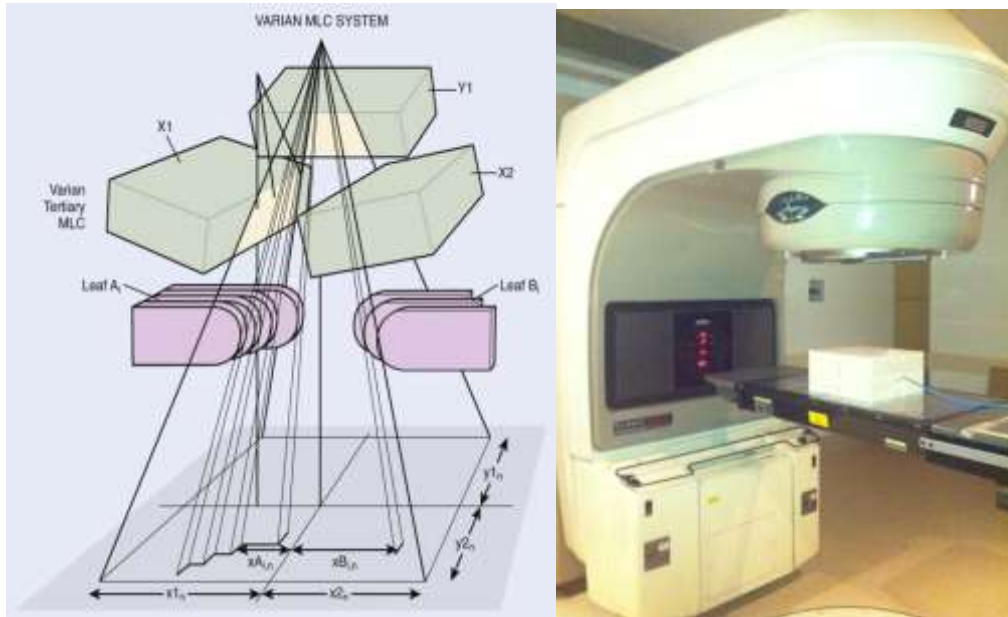 VARIAN MLC SYSTEM
Y1
X1
X2
Varian
Tertiary
MLC
Leaf Aᵢ
Leaf Bᵢ
y1ₙ
y2ₙ
xAᵢ,ₙ
xBᵢ,ₙ
x1ₙ
x2ₙ